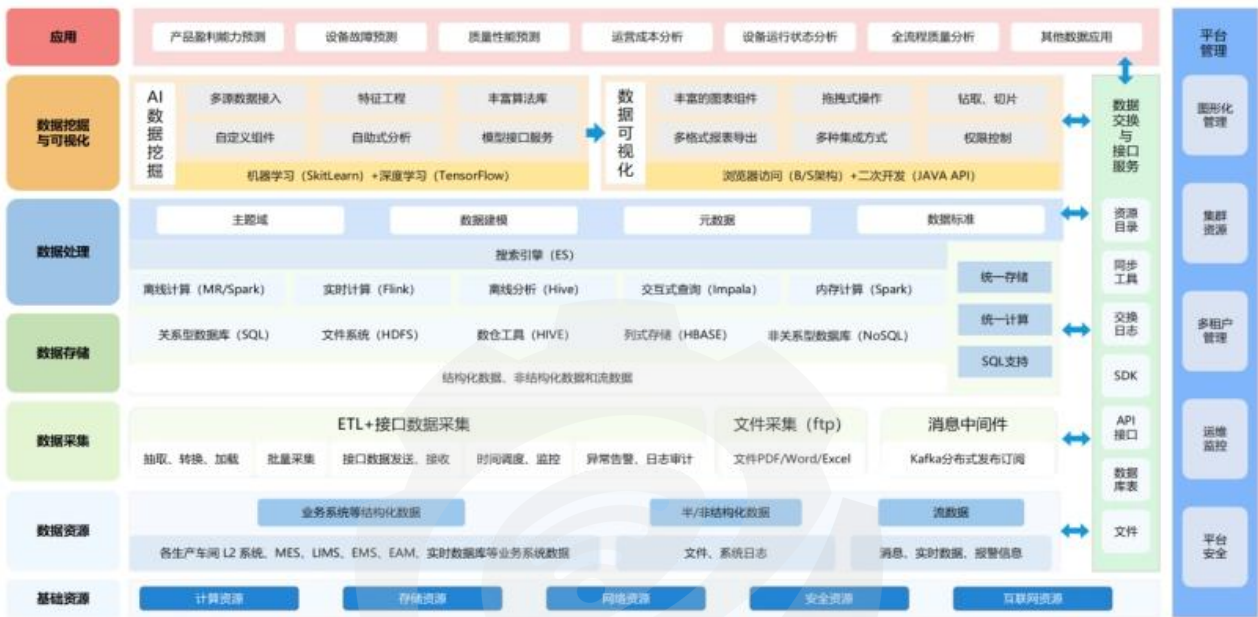 应用
产品盈利能力预测
设备故障预测
质量性能预测
运营成本分析
设备运行状态分析
全流程质量分析
其他数据应用
数据挖掘
与可视化
AI
数
据
挖
掘
多源数据接入
特征工程
丰富算法库
自定义组件
自助式分析
模型接口服务
机器学习（SkitLearn）+深度学习（TensorFlow）
数
据
可
视
化
丰富的图表组件
拖拽式操作
钻取、切片
多格式报表导出
多种集成方式
权限控制
浏览器访问（B/S架构）+二次开发（JAVA API）
数据处理
主题域
数据建模
元数据
数据标准
搜索引擎（ES）
离线计算（MR/Spark）
实时计算（Flink）
离线分析（Hive）
交互式查询（Impala）
内存计算（Spark）
数据存储
关系型数据库（SQL）
文件系统（HDFS）
数仓工具（HIVE）
列式存储（HBASE）
非关系型数据库（NoSQL）
结构化数据、非结构化数据和流数据
统一存储
统一计算
SQL支持
数据采集
ETL+接口数据采集
抽取、转换、加载
批量采集
接口数据发送、接收
时间调度、监控
异常告警、日志审计
文件采集（ftp）
文件PDF/Word/Excel
消息中间件
Kafka分布式发布订阅
数据资源
业务系统等结构化数据
半/非结构化数据
流数据
各生产车间 L2 系统、MES、LIMS、EMS、EAM、实时数据库等业务系统数据
文件、系统日志
消息、实时数据、报警信息
基础资源
计算资源
存储资源
网络资源
安全资源
互联网资源
数据
交换
与
接口
服务
资源
目录
同步
工具
交换
日志
SDK
API
接口
数据
库表
文件
平台
管理
图形化
管理
集群
资源
多租户
管理
运维
监控
平台
安全